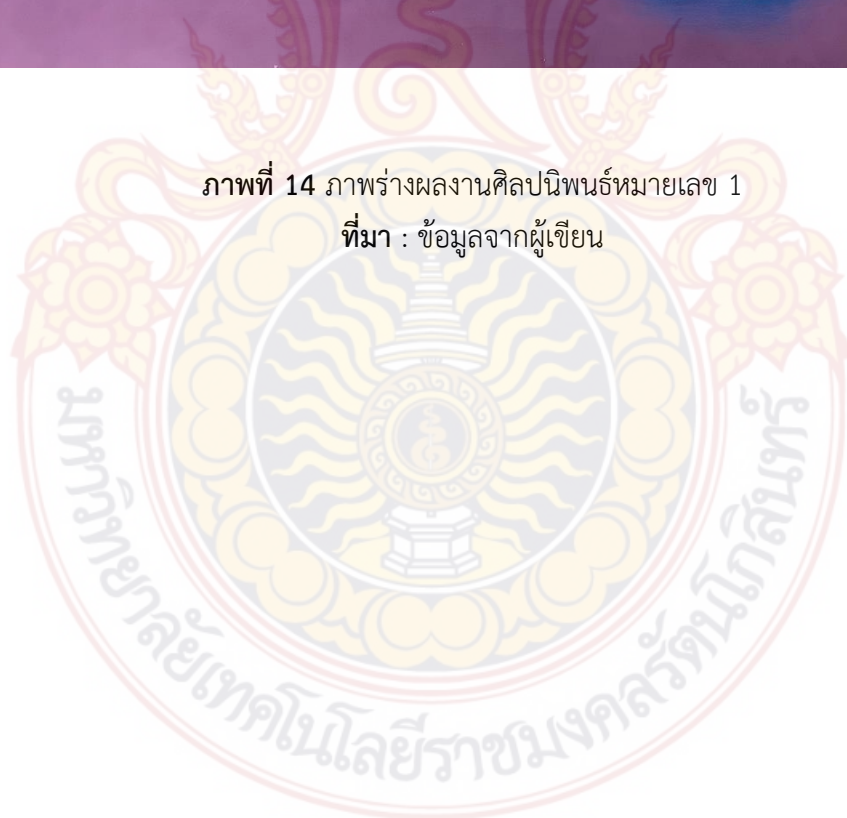 ภาพที่ 14 ภาพร่างผลงานศิลปนิพนธ์หมายเลข 1
ที่มา : ข้อมูลจากผู้เขียน
มหาวิทยาลัยเทคโนโลยีราชมงคลรัตนโกสินทร์